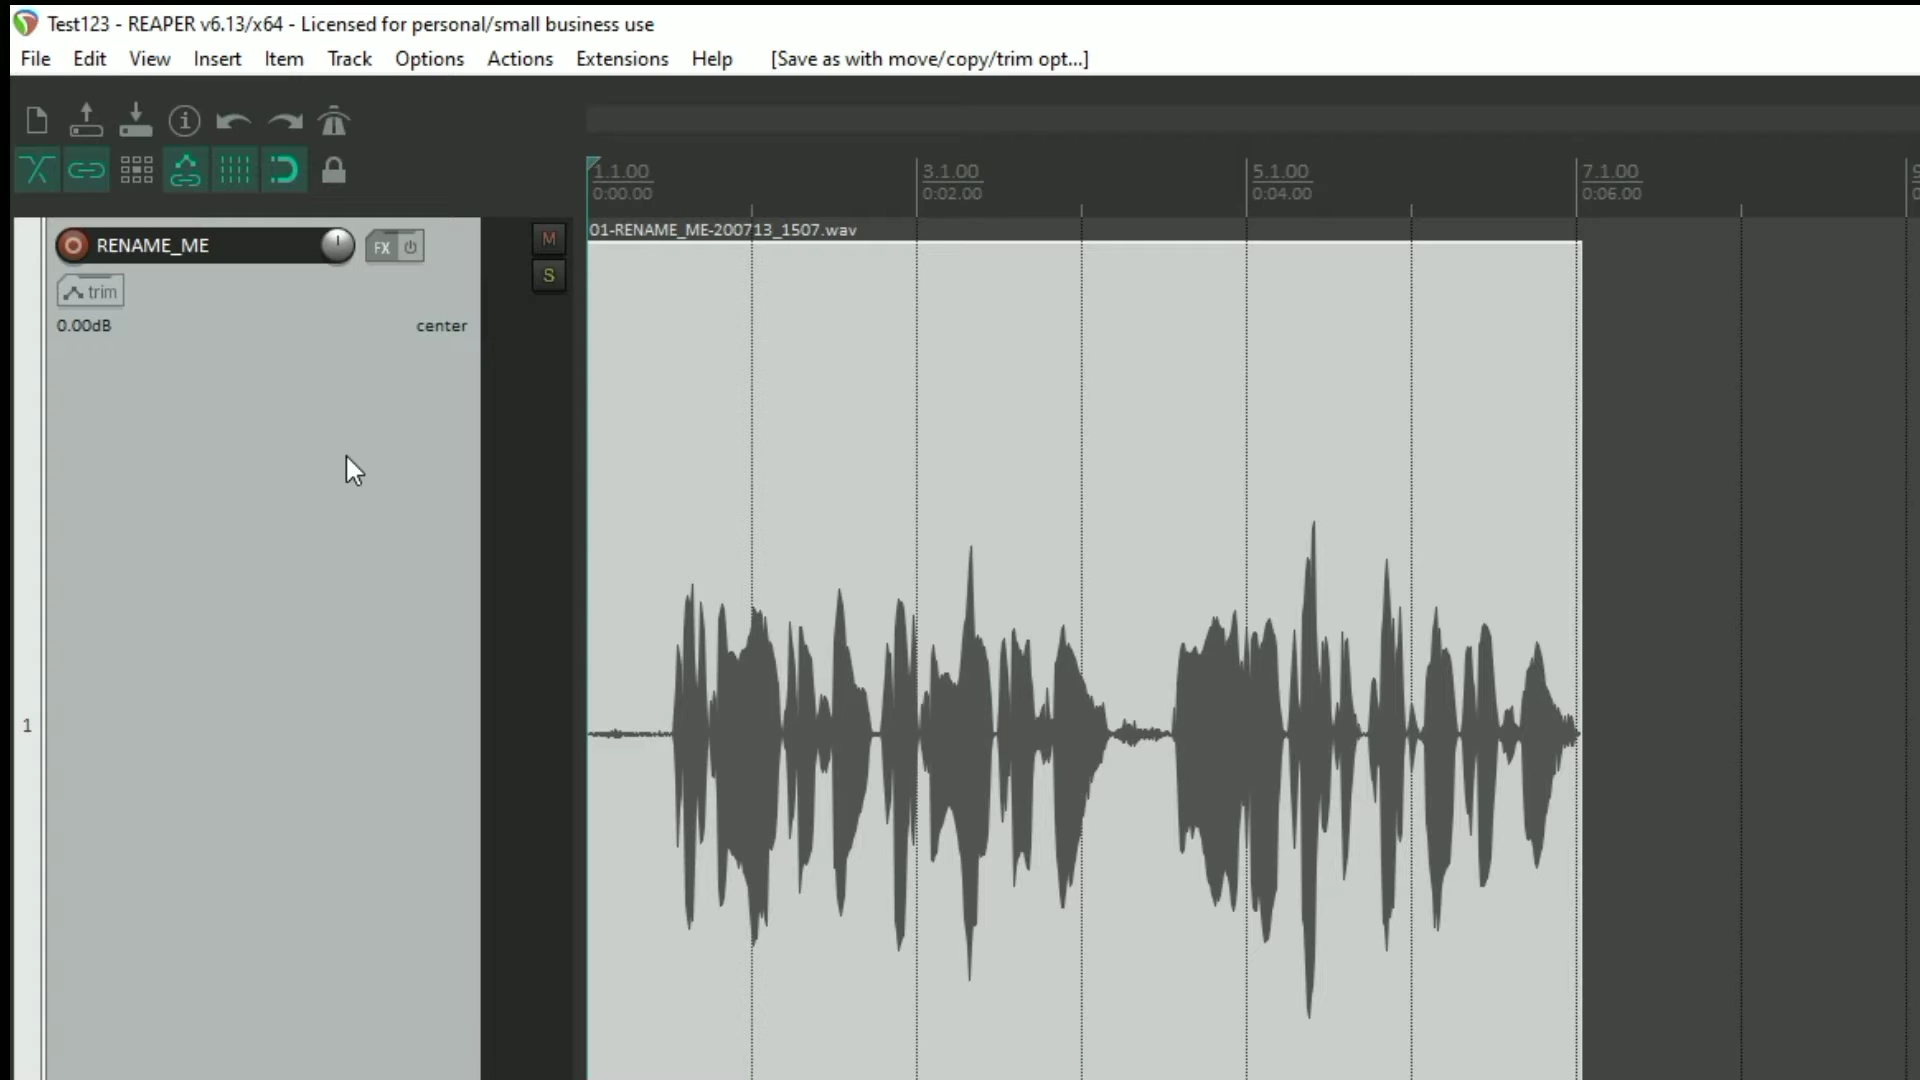 Test123 - REAPER v6.13/x64 - Licensed for personal/small business use
File Edit View Insert Item Track Options Actions Extensions Help [Save as with move/copy/trim opt...]
1.1.00 3.1.00 5.1.00 7.1.00
0:00.00 0:02.00 0:04.00 0:06.00
01-RENAME_ME-200713_1507.wav
RENAME_ME FX M
S
trim
0.00dB center
1